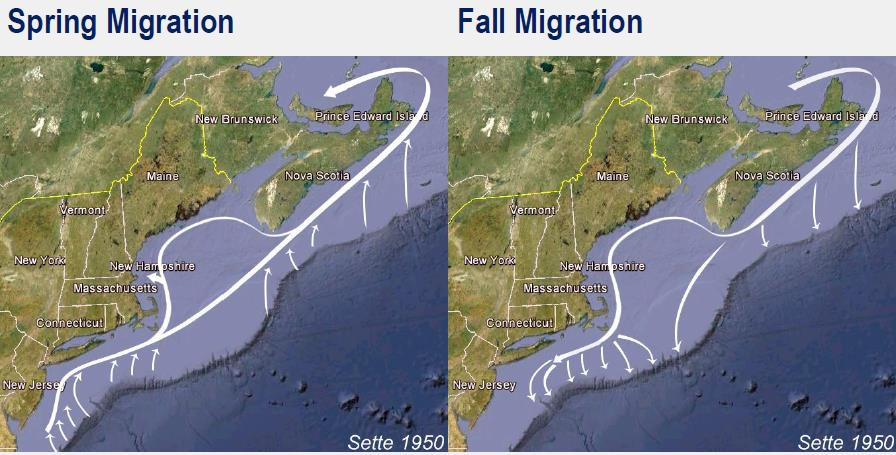 Spring Migration
New Brunswick
Prince Edward Island
Maine
Nova Scotia
Vermont
New York
New Hampshire
Massachusetts
Connecticut
New Jersey
Sette 1950
Fall Migration
New Brunswick
Prince Edward Island
Maine
Nova Scotia
Vermont
New York
New Hampshire
Massachusetts
Connecticut
New Jersey
Sette 1950